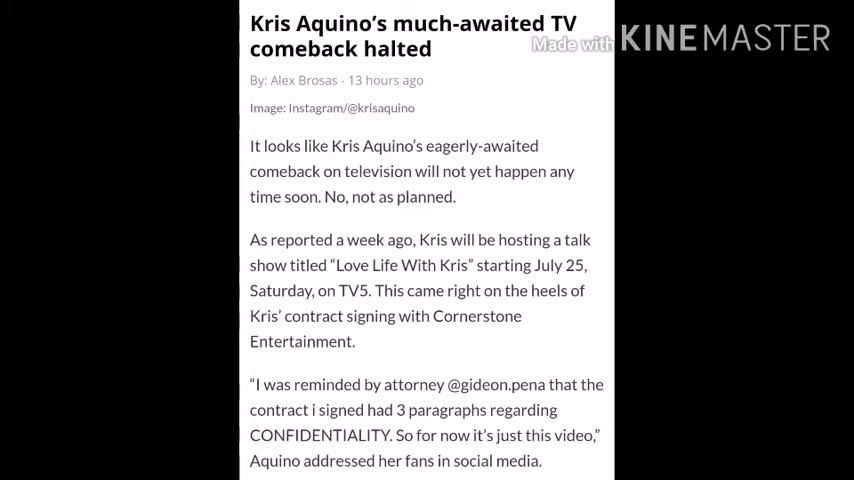 Kris Aquino's much-awaited TV
comeback halted
Made with KINEMASTER
By: Alex Brosas - 13 hours ago
Image: Instagram/@krisaquino
It looks like Kris Aquino's eagerly-awaited
comeback on television will not yet happen any
time soon. No, not as planned.
As reported a week ago, Kris will be hosting a talk
show titled “Love Life With Kris” starting July 25,
Saturday, on TV5. This came right on the heels of
Kris’ contract signing with Cornerstone
Entertainment.
“I was reminded by attorney @gideon.pena that the
contract i signed had 3 paragraphs regarding
CONFIDENTIALITY. So for now it’s just this video,”
Aquino addressed her fans in social media.